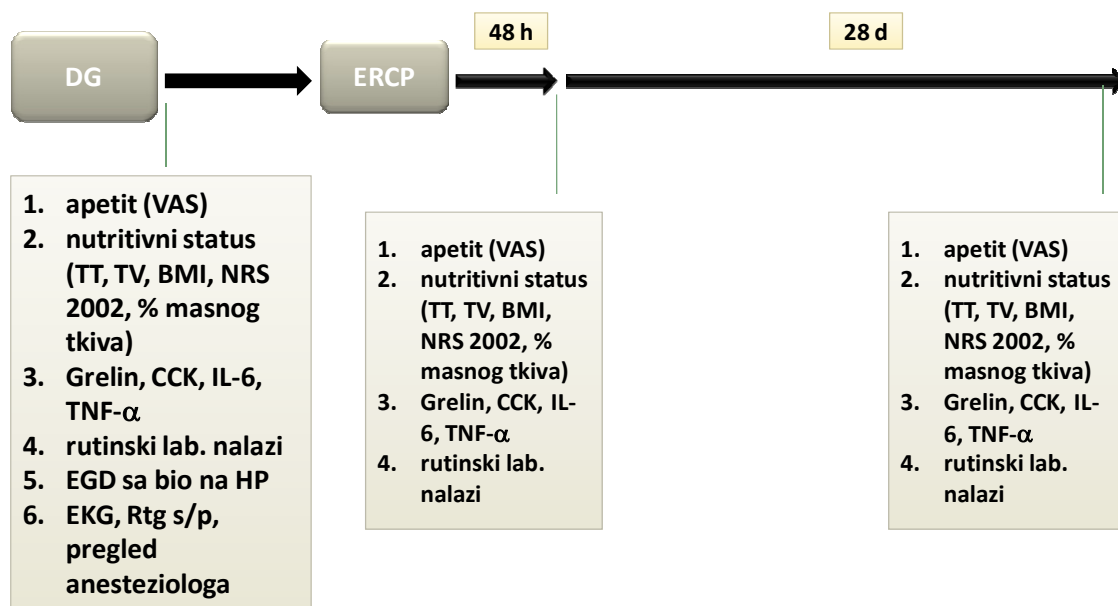 48 h
28 d
DG
ERCP
1. apetit (VAS)
2. nutritivni status
(TT, TV, BMI, NRS
2002, % masnog
tkiva)
3. Grelin, CCK, IL-6,
TNF-α
4. rutinski lab. nalazi
5. EGD sa bio na HP
6. EKG, Rtg s/p,
pregled
anesteziologa
1. apetit (VAS)
2. nutritivni status
(TT, TV, BMI,
NRS 2002, %
masnog tkiva)
3. Grelin, CCK, IL-
6, TNF-α
4. rutinski lab.
nalazi
1. apetit (VAS)
2. nutritivni status
(TT, TV, BMI,
NRS 2002, %
masnog tkiva)
3. Grelin, CCK, IL-
6, TNF-α
4. rutinski lab.
nalazi